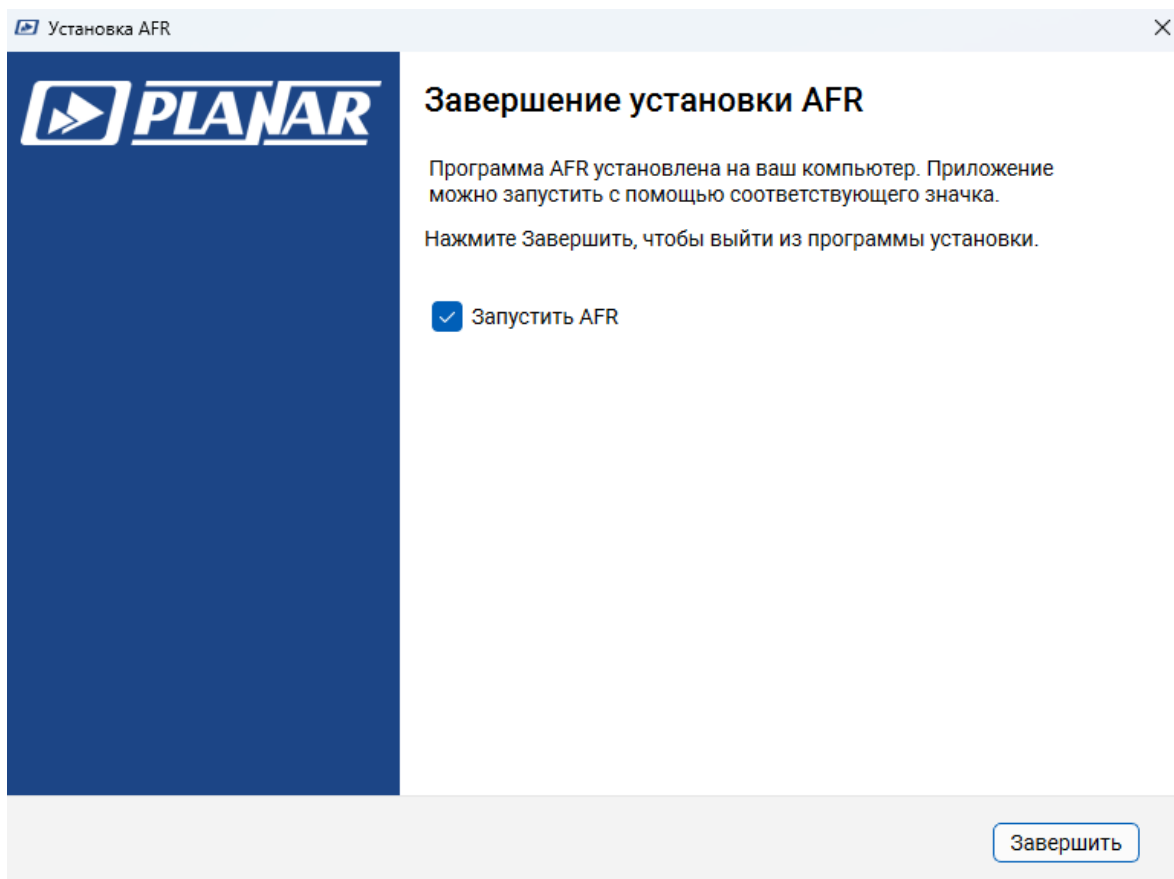 Установка AFR
PLANAR
Завершение установки AFR
Программа AFR установлена на ваш компьютер. Приложение
можно запустить с помощью соответствующего значка.
Нажмите Завершить, чтобы выйти из программы установки.
Запустить AFR
Завершить